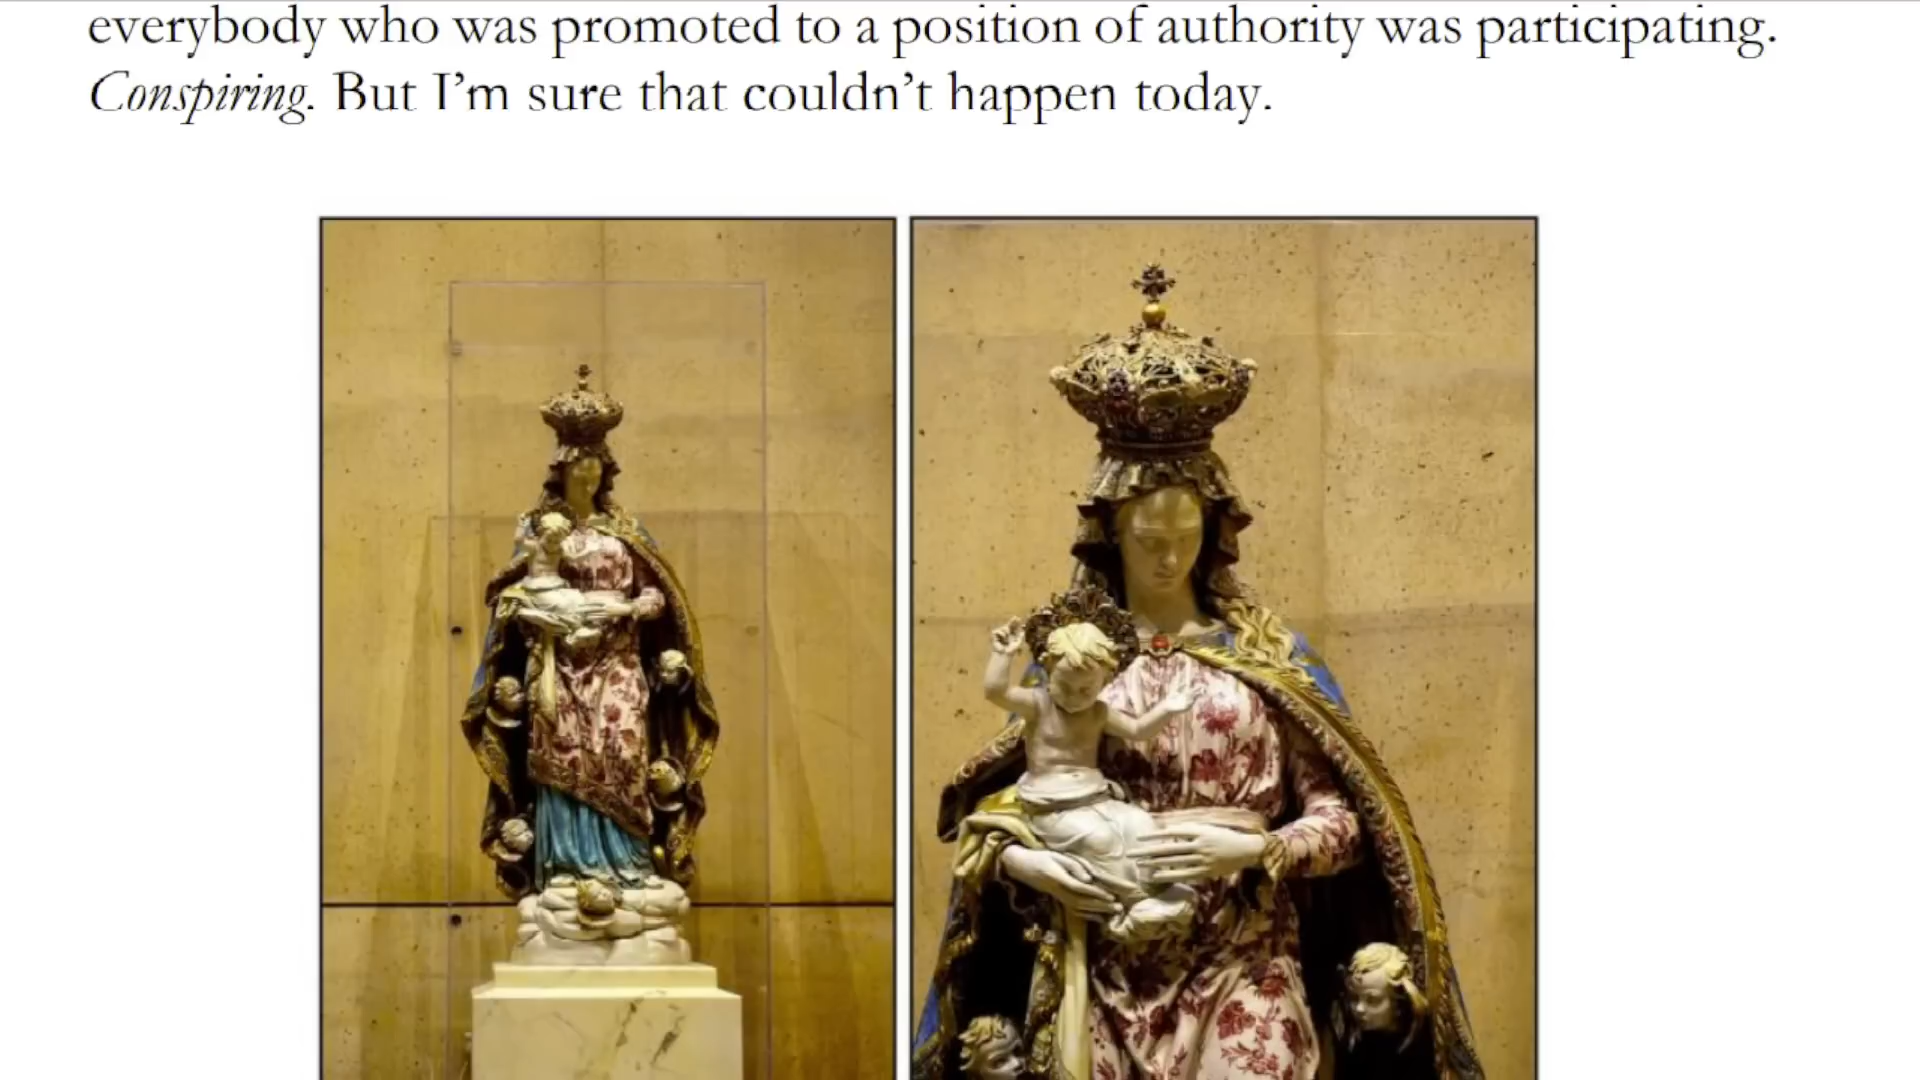 everybody who was promoted to a position of authority was participating.
Conspiring. But I’m sure that couldn’t happen today.